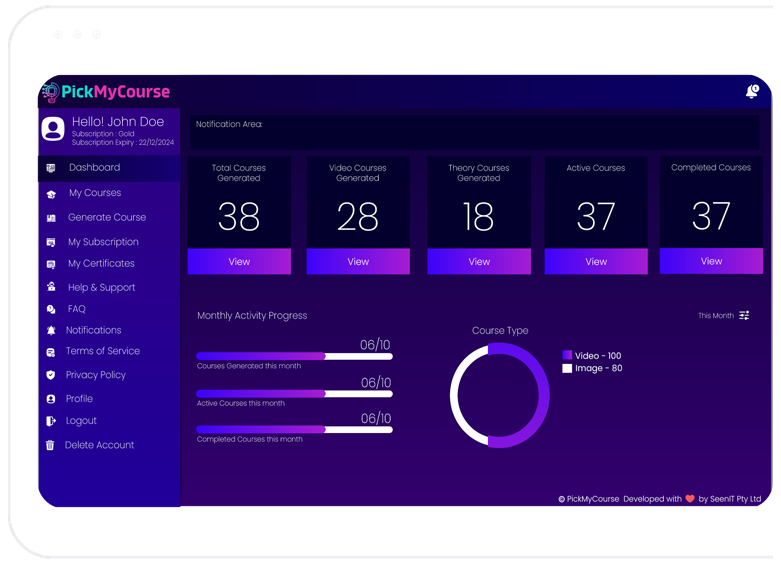 PickMyCourse
Hello! John Doe
Subscription : Gold
Subscription Expiry : 22/12/2024
Dashboard
My Courses
Generate Course
My Subscription
My Certificates
Help & Support
FAQ
Notifications
Terms of Service
Privacy Policy
Profile
Logout
Delete Account
Notification Area:
Total Courses
Generated
38
View
Video Courses
Generated
28
View
Theory Courses
Generated
18
View
Active Courses
37
View
Completed Courses
37
View
Monthly Activity Progress
This Month
06/10
Courses Generated this month
06/10
Active Courses this month
06/10
Completed Courses this month
Course Type
Video - 100
Image - 80
© PickMyCourse Developed with ❤️ by SeenIT Pty Ltd